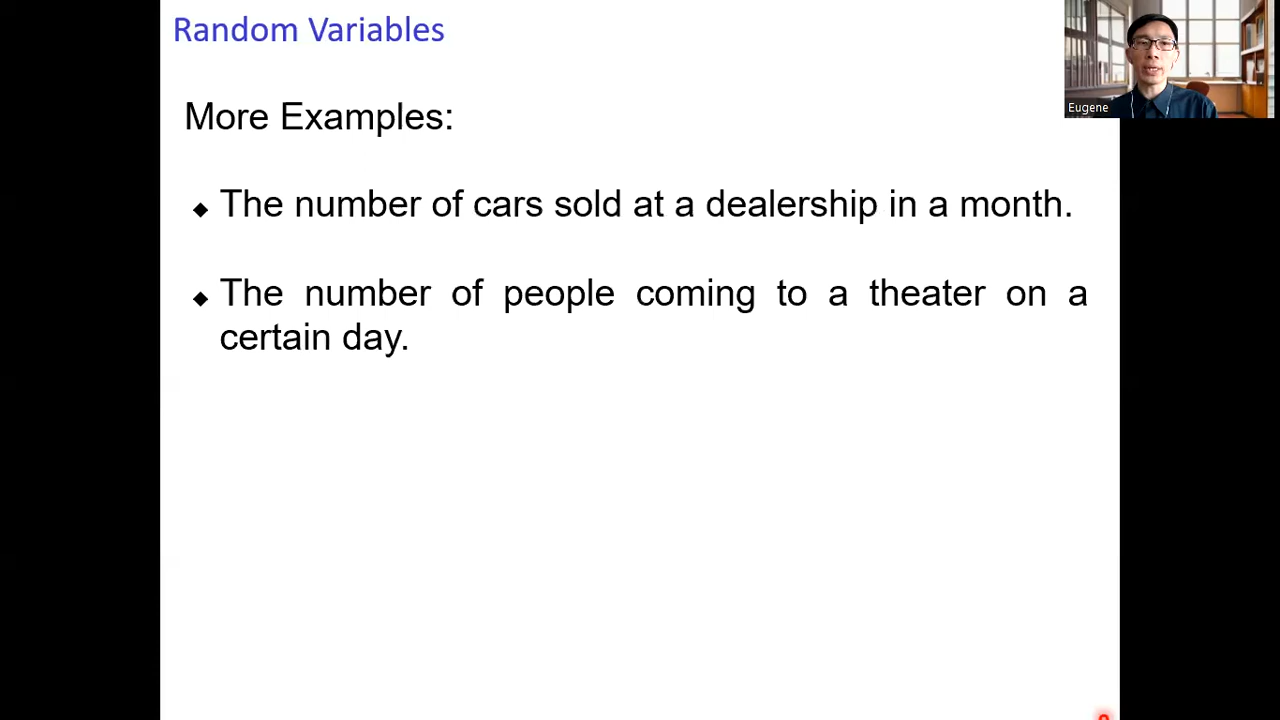 Random Variables
Eugene
More Examples:
◆ The number of cars sold at a dealership in a month.
◆ The number of people coming to a theater on a
certain day.